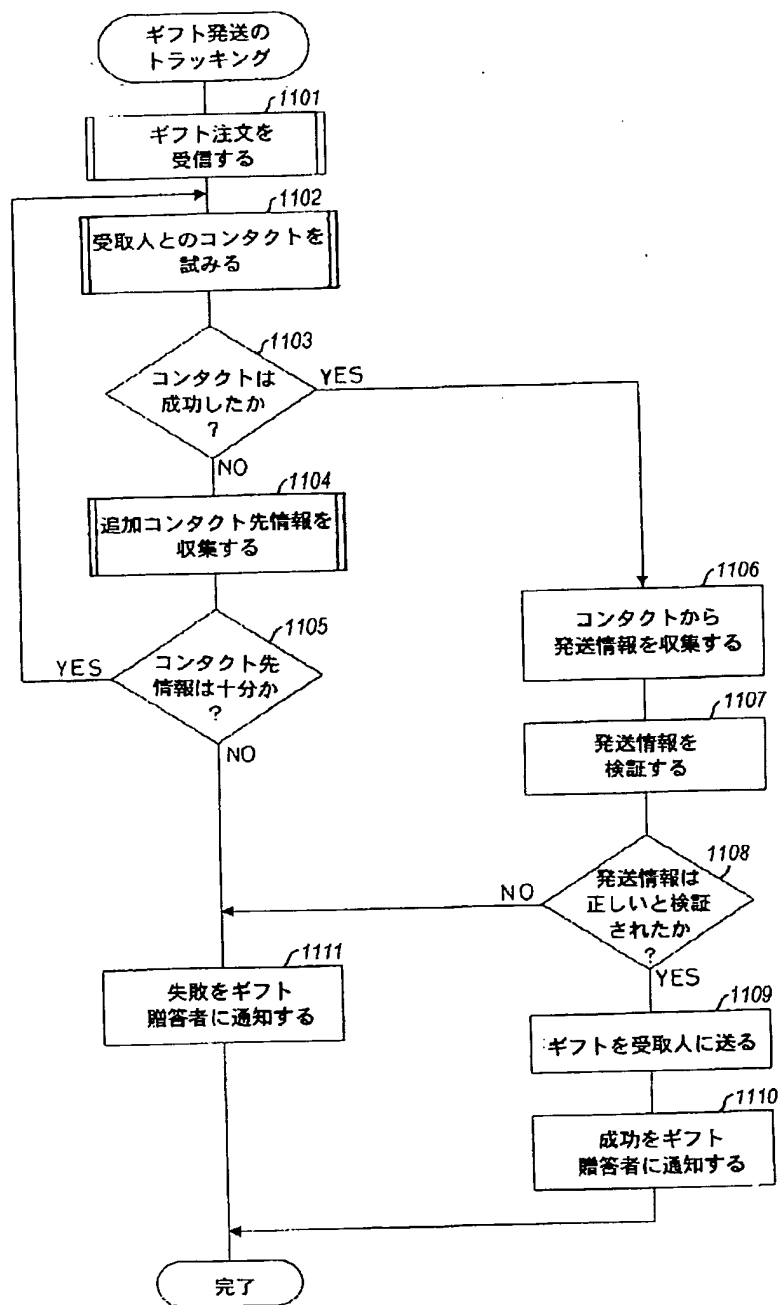 ギフト発送の
トラッキング
1101
ギフト注文を
受信する
1102
受取人とのコンタクトを
試みる
1103
コンタクトは
成功したか
?
YES
NO
1104
追加コンタクト先情報を
収集する
1105
コンタクト先
情報は十分か
?
YES
NO
1106
コンタクトから
発送情報を収集する
1107
発送情報を
検証する
1108
発送情報は
正しいと検証
されたか
?
NO
YES
1111
失敗をギフト
贈答者に通知する
1109
ギフトを受取人に送る
1110
成功をギフト
贈答者に通知する
完了